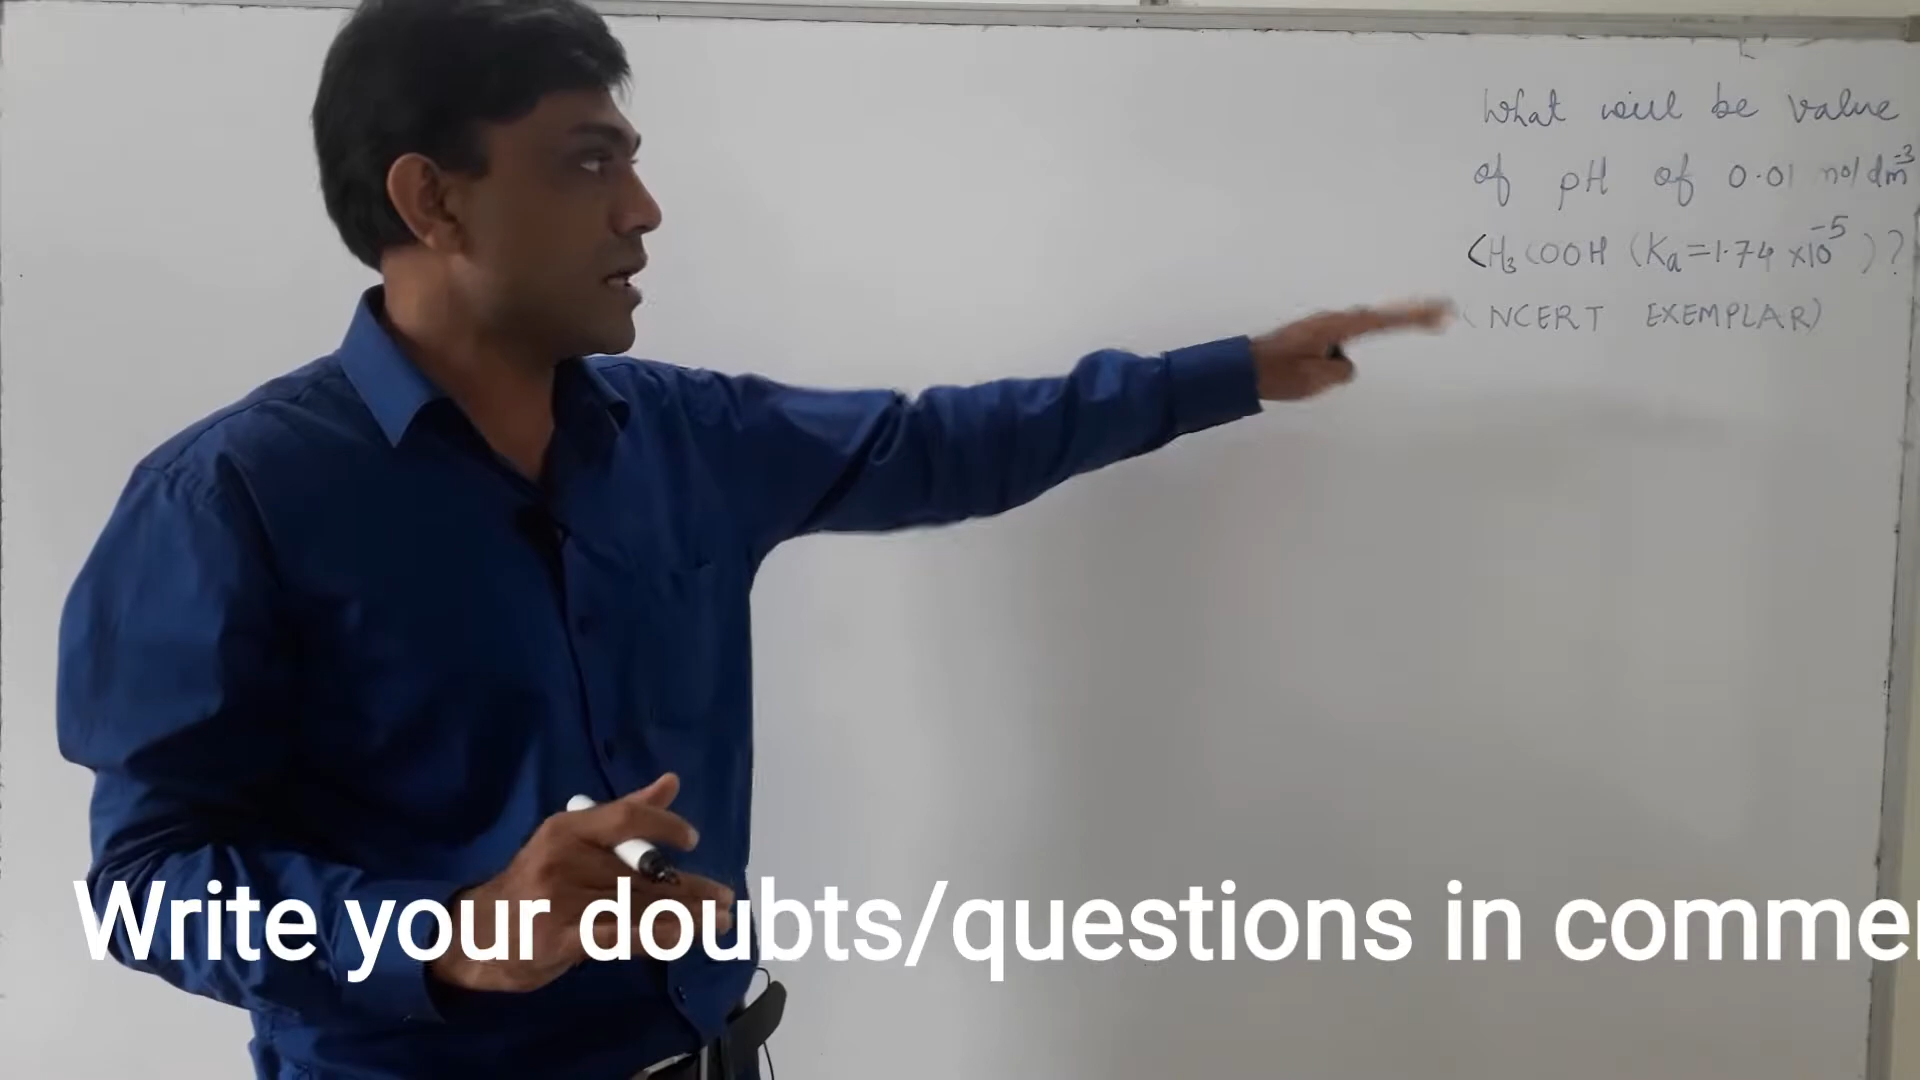 What will be value
of pH of 0.01 mol dm⁻³
CH₃COOH (Ka = 1.74 × 10⁻⁵)?
(NCERT EXEMPLAR)
Write your doubts/questions in comme